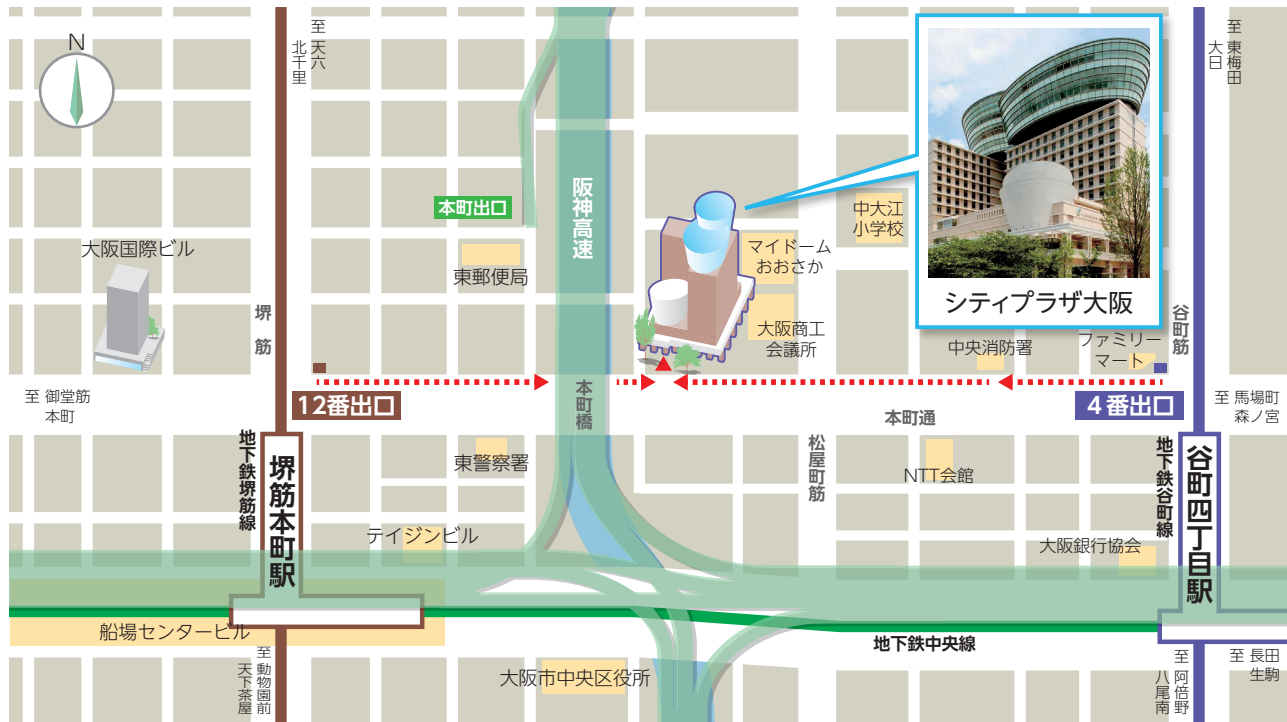 N
至 天六
北千里
至 東梅田
大日
阪神高速
本町出口
東郵便局
大阪国際ビル
マイドーム
おおさか
中大江
小学校
シティプラザ大阪
大阪商工
会議所
中央消防署
ファミリー
マート
堺筋
谷町筋
至 御堂筋
本町
12番出口
本町橋
本町通
4番出口
至 馬場町
森ノ宮
地下鉄堺筋線
堺筋本町駅
東警察署
松屋町筋
NTT会館
地下鉄谷町線
谷町四丁目駅
テイジンビル
大阪銀行協会
船場センタービル
地下鉄中央線
至 動物園前
天下茶屋
大阪市中央区役所
至 阿倍野
八尾南
至 長田
生駒